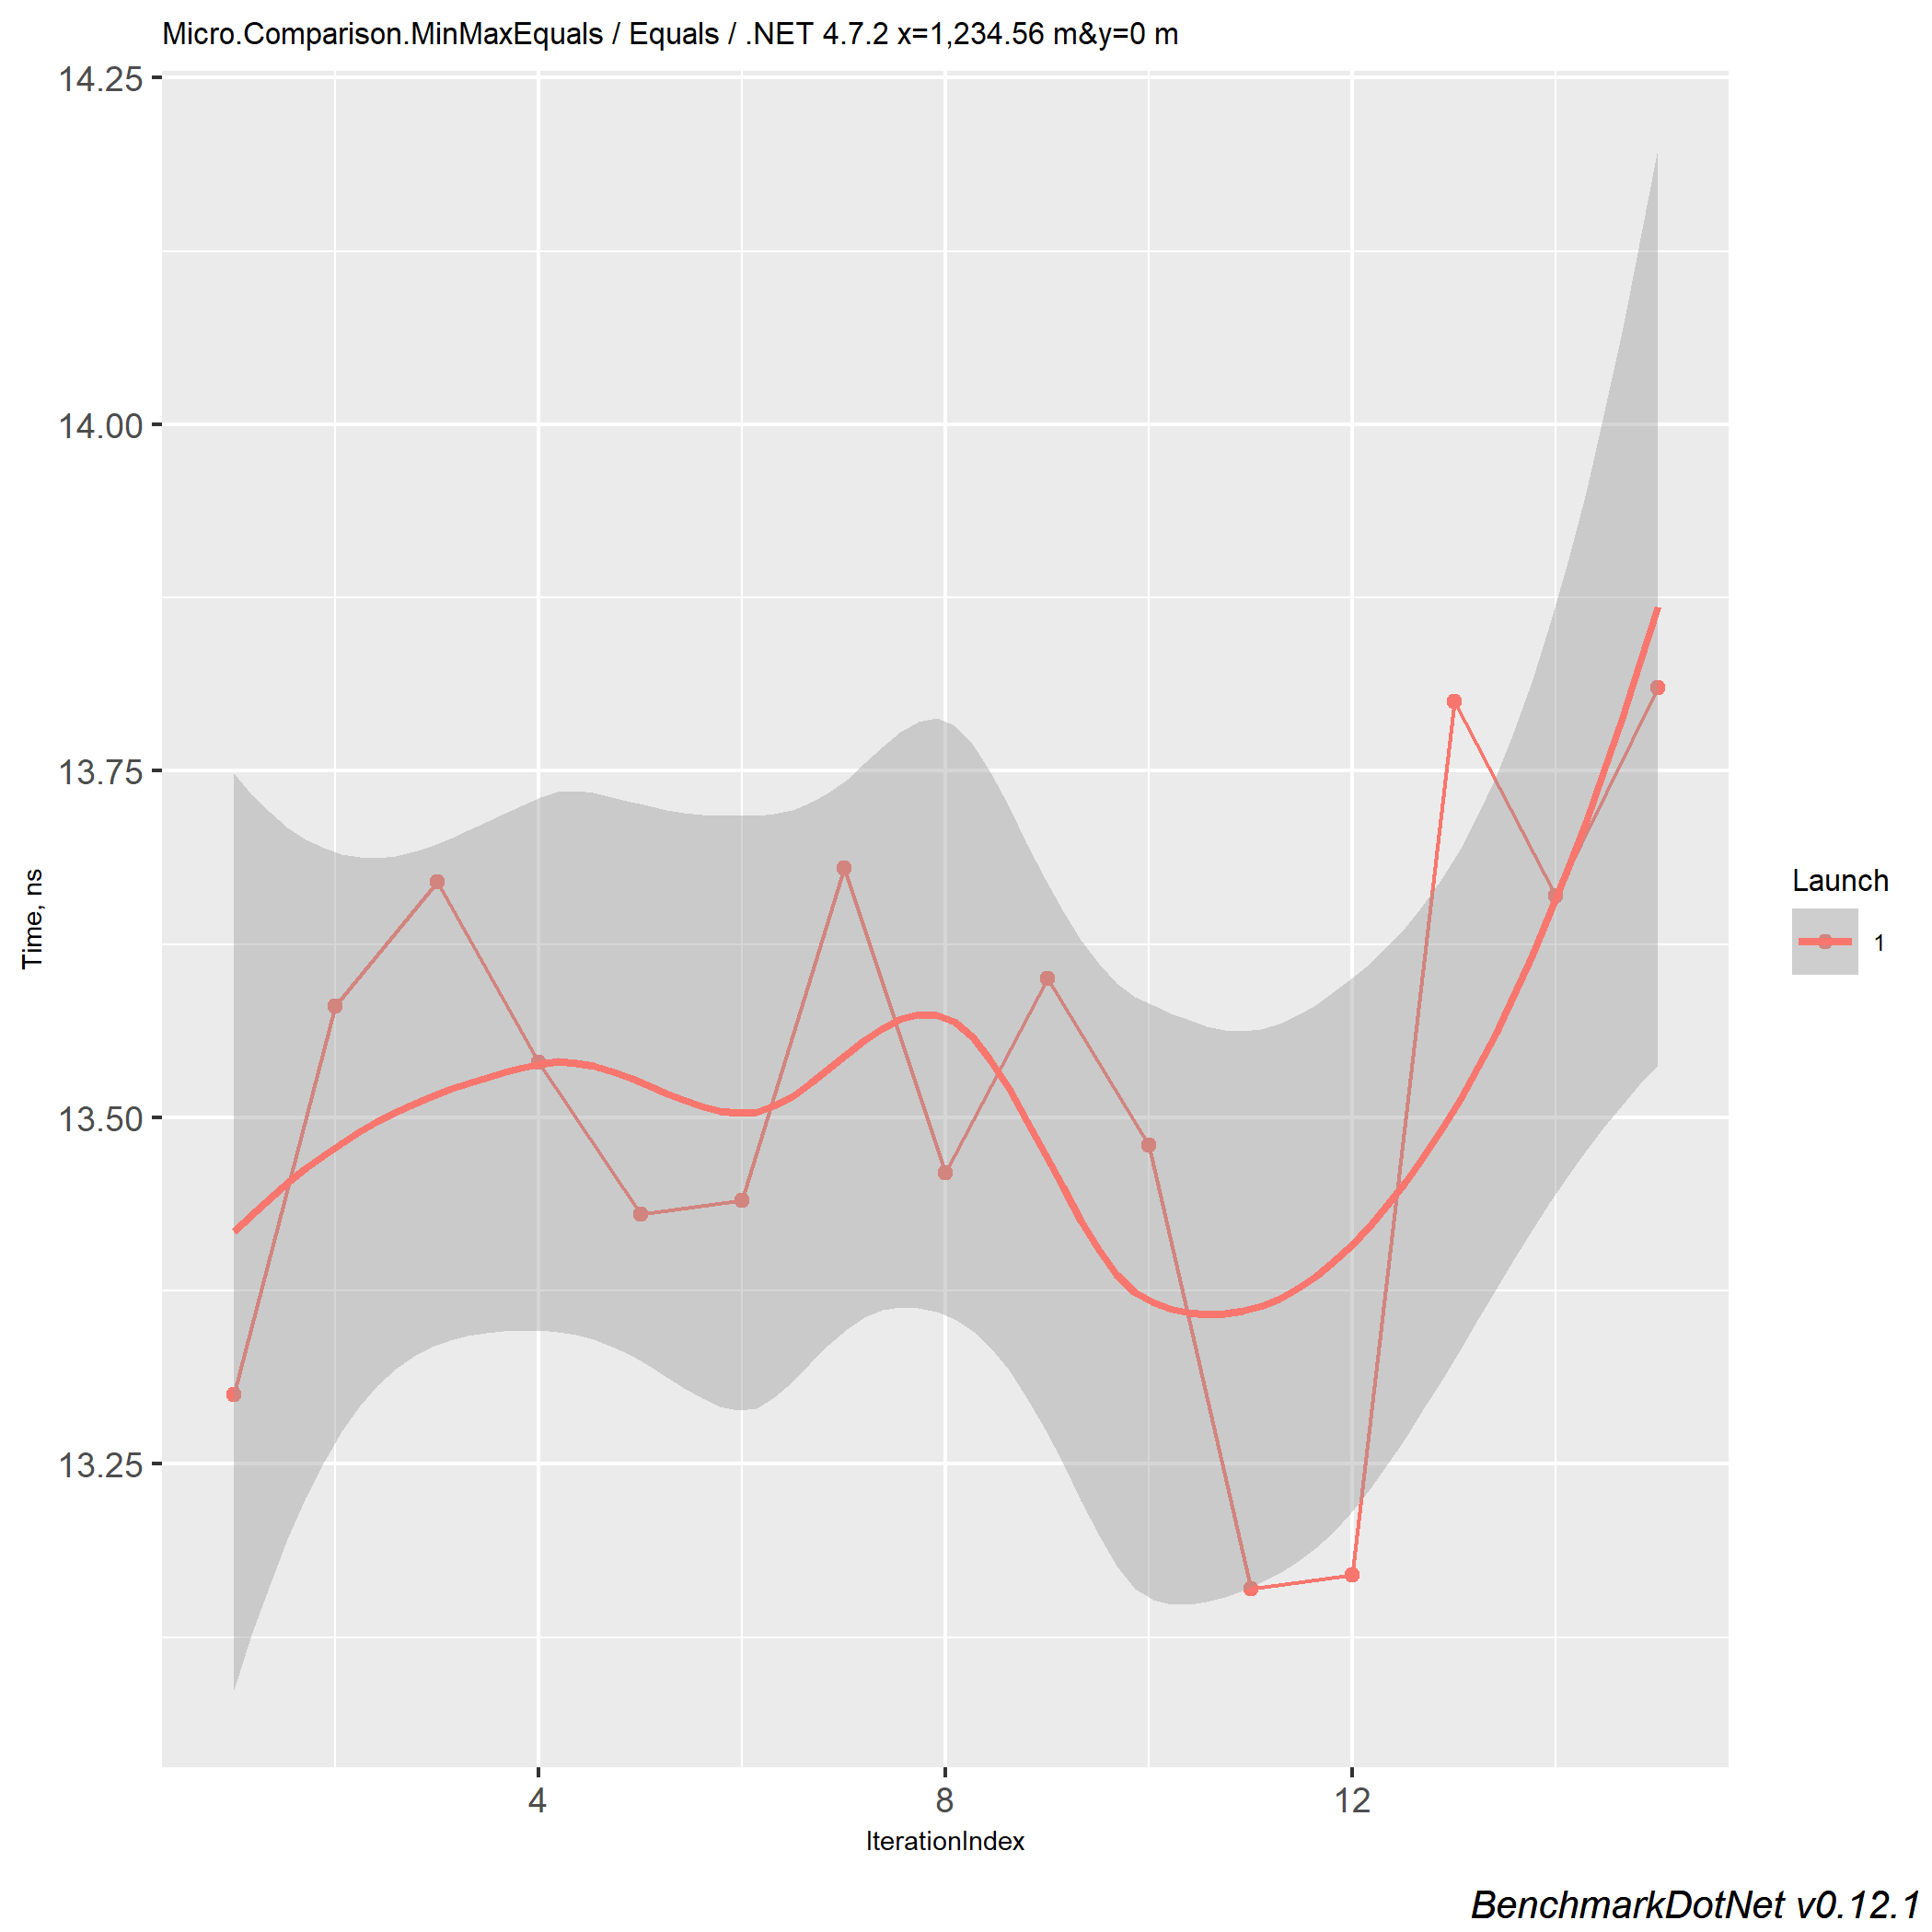 Micro.Comparison.MinMaxEquals / Equals / .NET 4.7.2 x=1,234.56 m&y=0 m
14.25
14.00
13.75
13.50
13.25
Time, ns
4 8 12
IterationIndex
Launch
1
BenchmarkDotNet v0.12.1